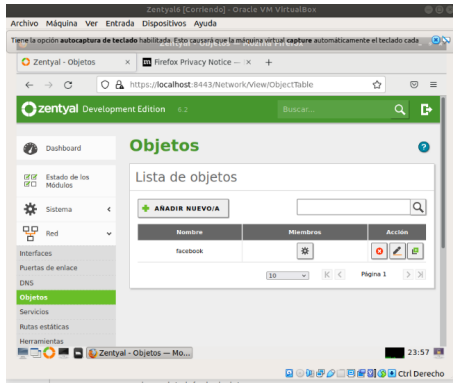 Zentyal6 [Corriendo] - Oracle VM VirtualBox
Archivo Máquina Ver Entrada Dispositivos Ayuda
Tiene la opción autocaptura de teclado habilitada. Esto causará que la máquina virtual capture automáticamente el teclado cada
Zentyal - Objetos × Firefox Privacy Notice — × +
https://localhost:8443/Network/View/ObjectTable
zentyal Development Edition 6.2 Buscar...
Dashboard
Estado de los Módulos
Sistema
Red
Interfaces
Puertas de enlace
DNS
Objetos
Servicios
Rutas estáticas
Herramientas
Objetos
Lista de objetos
AÑADIR NUEVO/A
Nombre Miembros Acción
facebook
10 Página 1
Zentyal - Objetos — Mo...
23:57
Ctrl Derecho